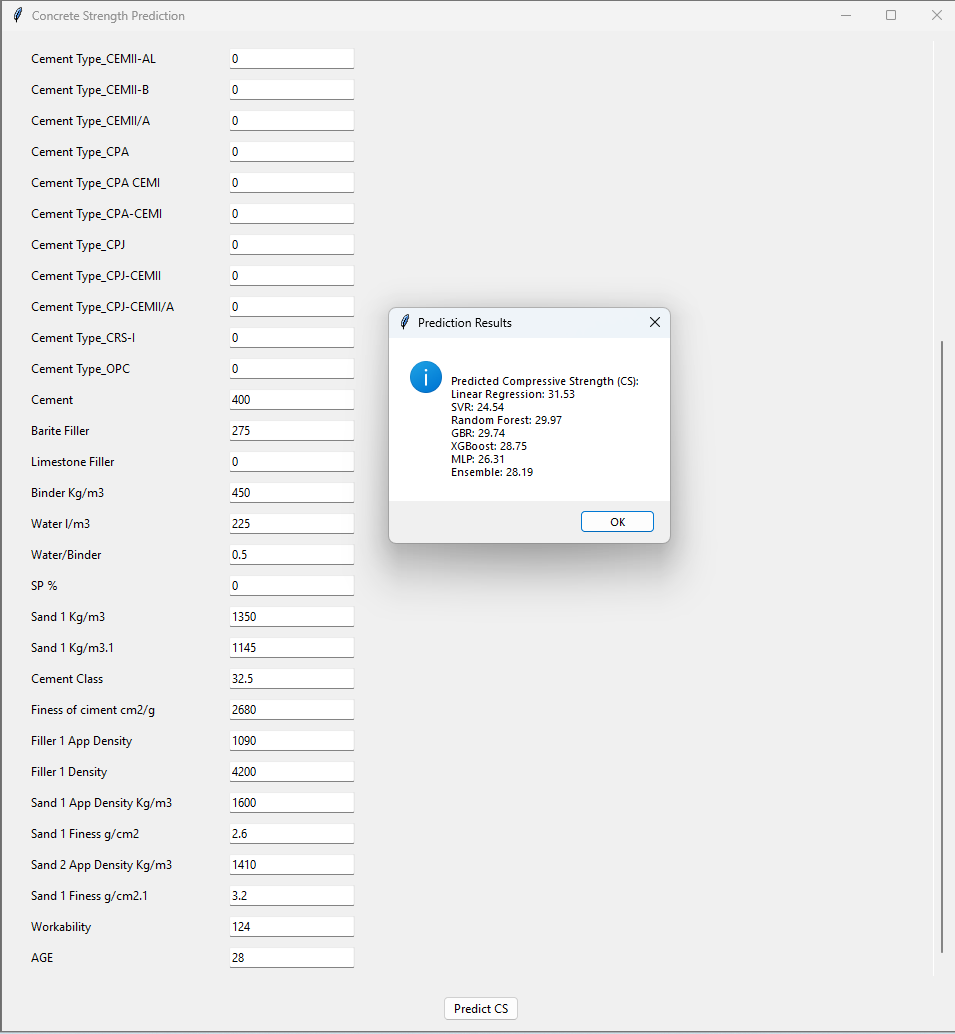 Concrete Strength Prediction
Cement Type_CEMII-AL 0
Cement Type_CEMII-B 0
Cement Type_CEMII/A 0
Cement Type_CPA 0
Cement Type_CPA CEMI 0
Cement Type_CPA-CEMI 0
Cement Type_CPJ 0
Cement Type_CPJ-CEMII 0
Cement Type_CPJ-CEMII/A 0
Cement Type_CRS-I 0
Cement Type_OPC 0
Cement 400
Barite Filler 275
Limestone Filler 0
Binder Kg/m3 450
Water l/m3 225
Water/Binder 0.5
SP % 0
Sand 1 Kg/m3 1350
Sand 1 Kg/m3.1 1145
Cement Class 32.5
Finess of ciment cm2/g 2680
Filler 1 App Density 1090
Filler 1 Density 4200
Sand 1 App Density Kg/m3 1600
Sand 1 Finess g/cm2 2.6
Sand 2 App Density Kg/m3 1410
Sand 1 Finess g/cm2.1 3.2
Workability 124
AGE 28
Predict CS
Prediction Results
Predicted Compressive Strength (CS):
Linear Regression: 31.53
SVR: 24.54
Random Forest: 29.97
GBR: 29.74
XGBoost: 28.75
MLP: 26.31
Ensemble: 28.19
OK